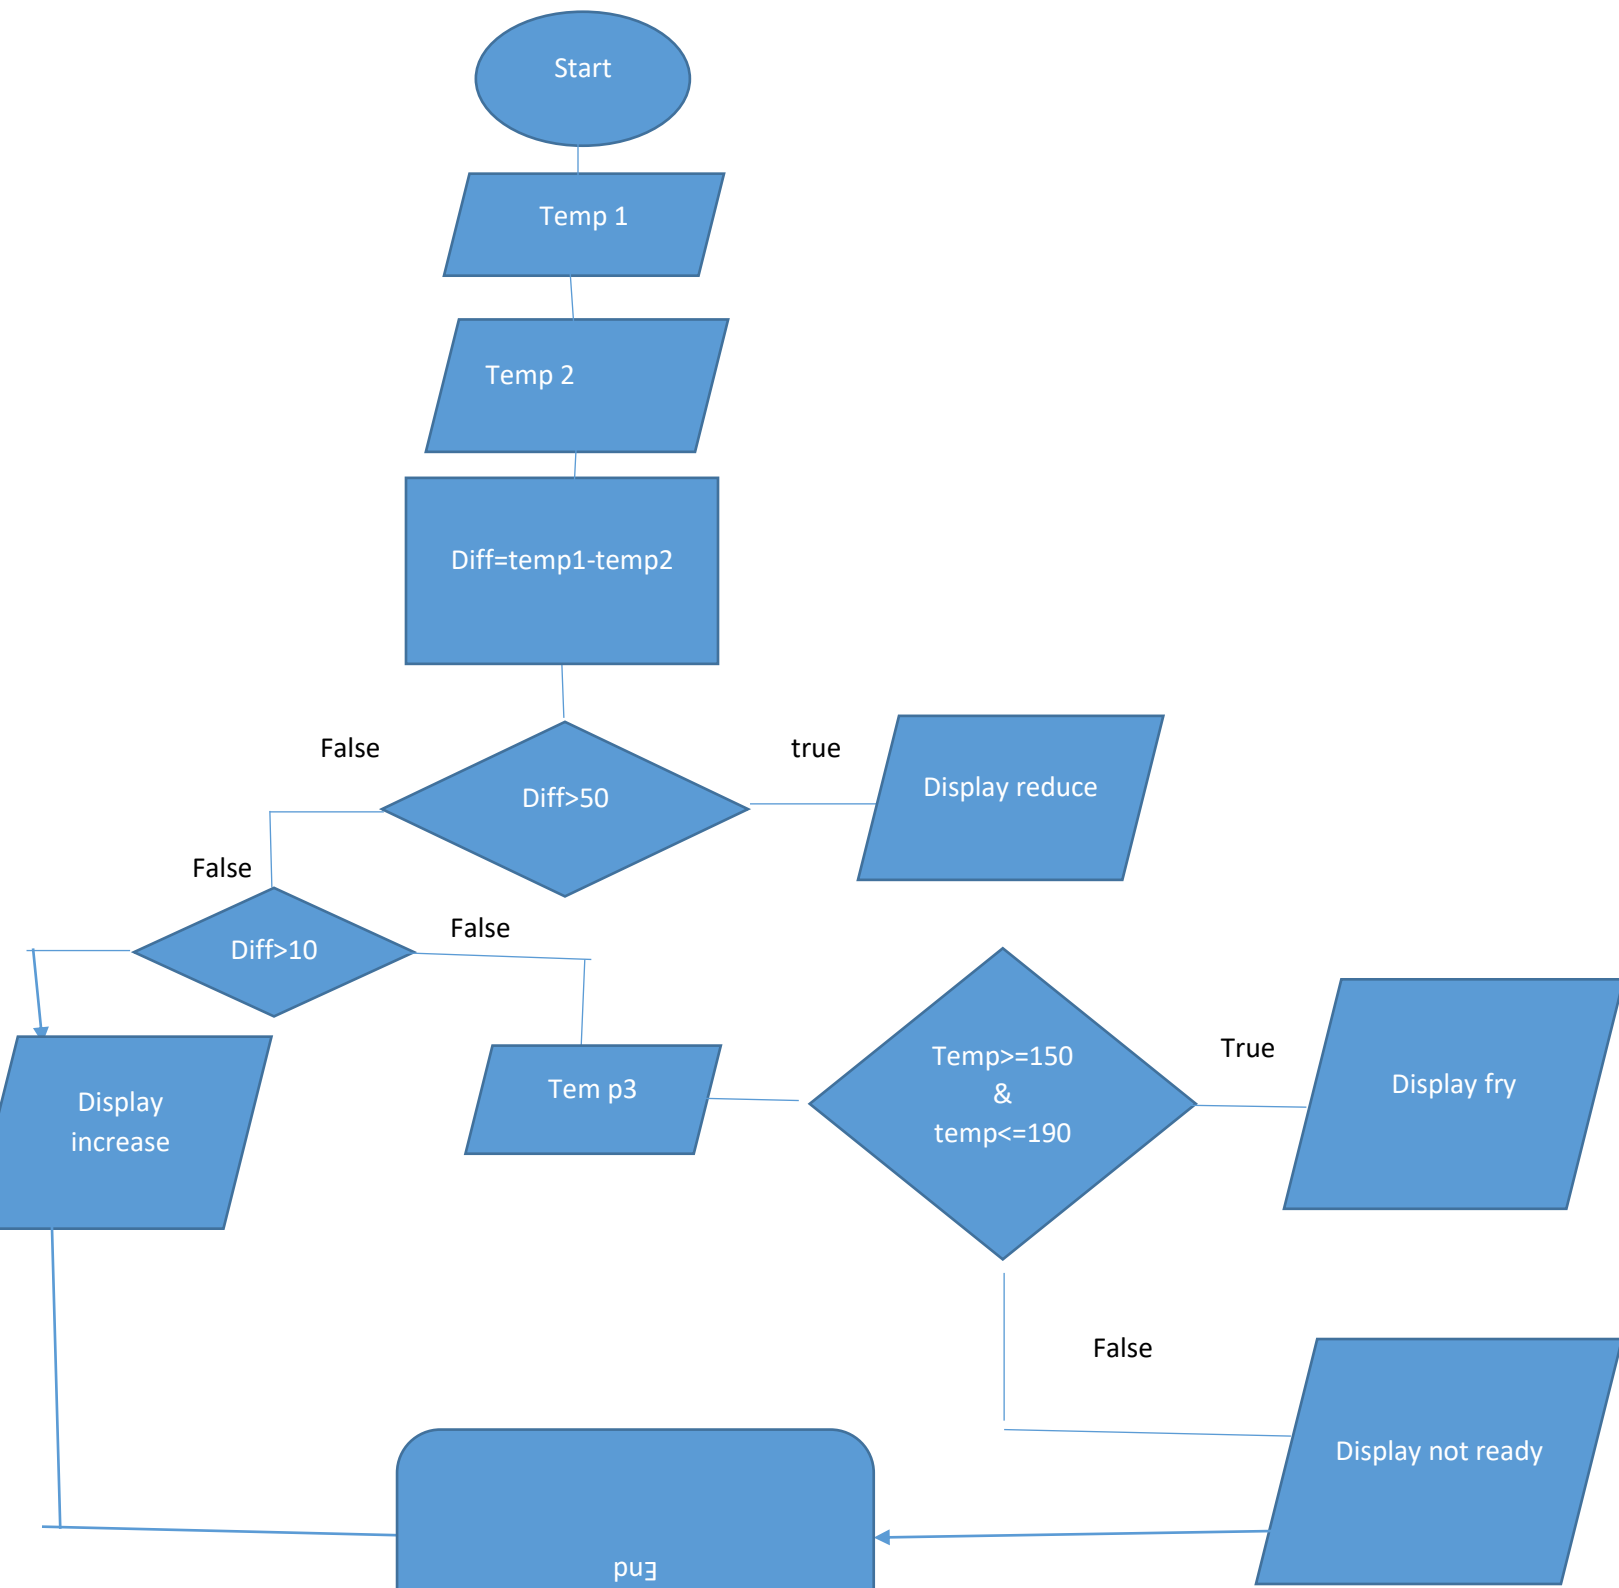 Start
Temp 1
Temp 2
Diff=temp1-temp2
False
true
Diff>50
Display reduce
False
False
Diff>10
Display
increase
Tem p3
Temp>=150
&
temp<=190
True
Display fry
False
Display not ready
End